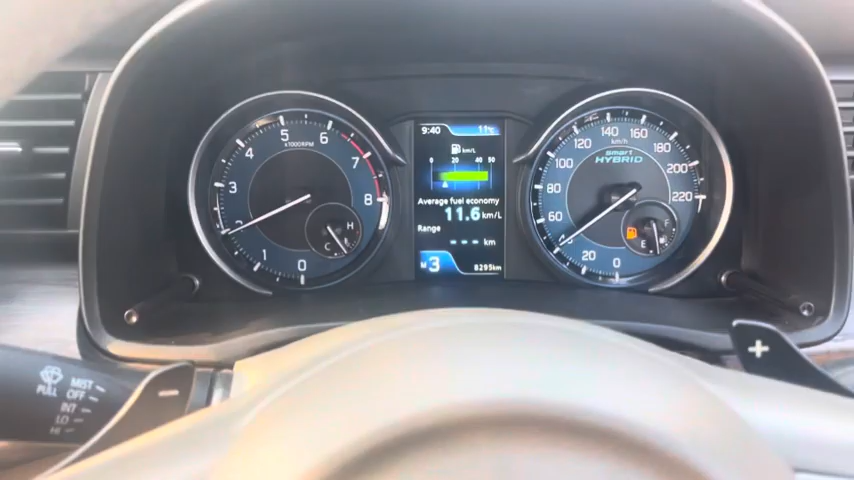 0 1 2 3 4 5 6 7 8
x1000RPM
C H
9:40 11°C
km/L
0 20 40 50
Average fuel economy
11.6 km/L
Range
--- km
M 3 8295km
0 20 40 60 80 100 120 140 160 180 200 220
km/h
smart
HYBRID
E F
MIST
PULL OFF
INT
LO
HI
−
+